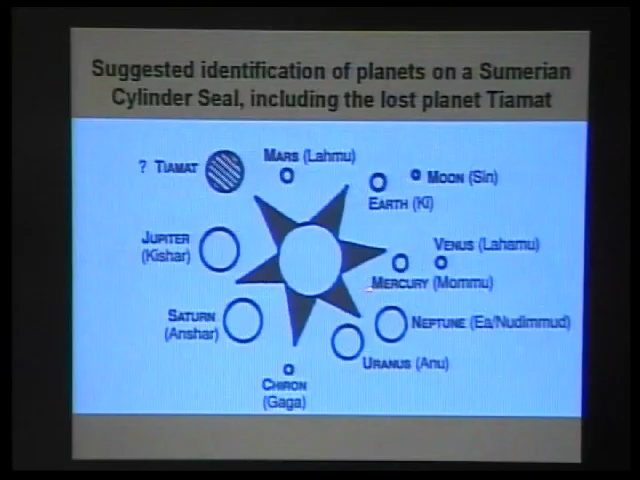 Suggested identification of planets on a Sumerian
Cylinder Seal, including the lost planet Tiamat
? TIAMAT
MARS (Lahmu)
MOON (Sin)
EARTH (Ki)
JUPITER
(Kishar)
VENUS (Lahamu)
MERCURY (Mommu)
SATURN
(Anshar)
NEPTUNE (Ea/Nudimmud)
URANUS (Anu)
CHIRON
(Gaga)